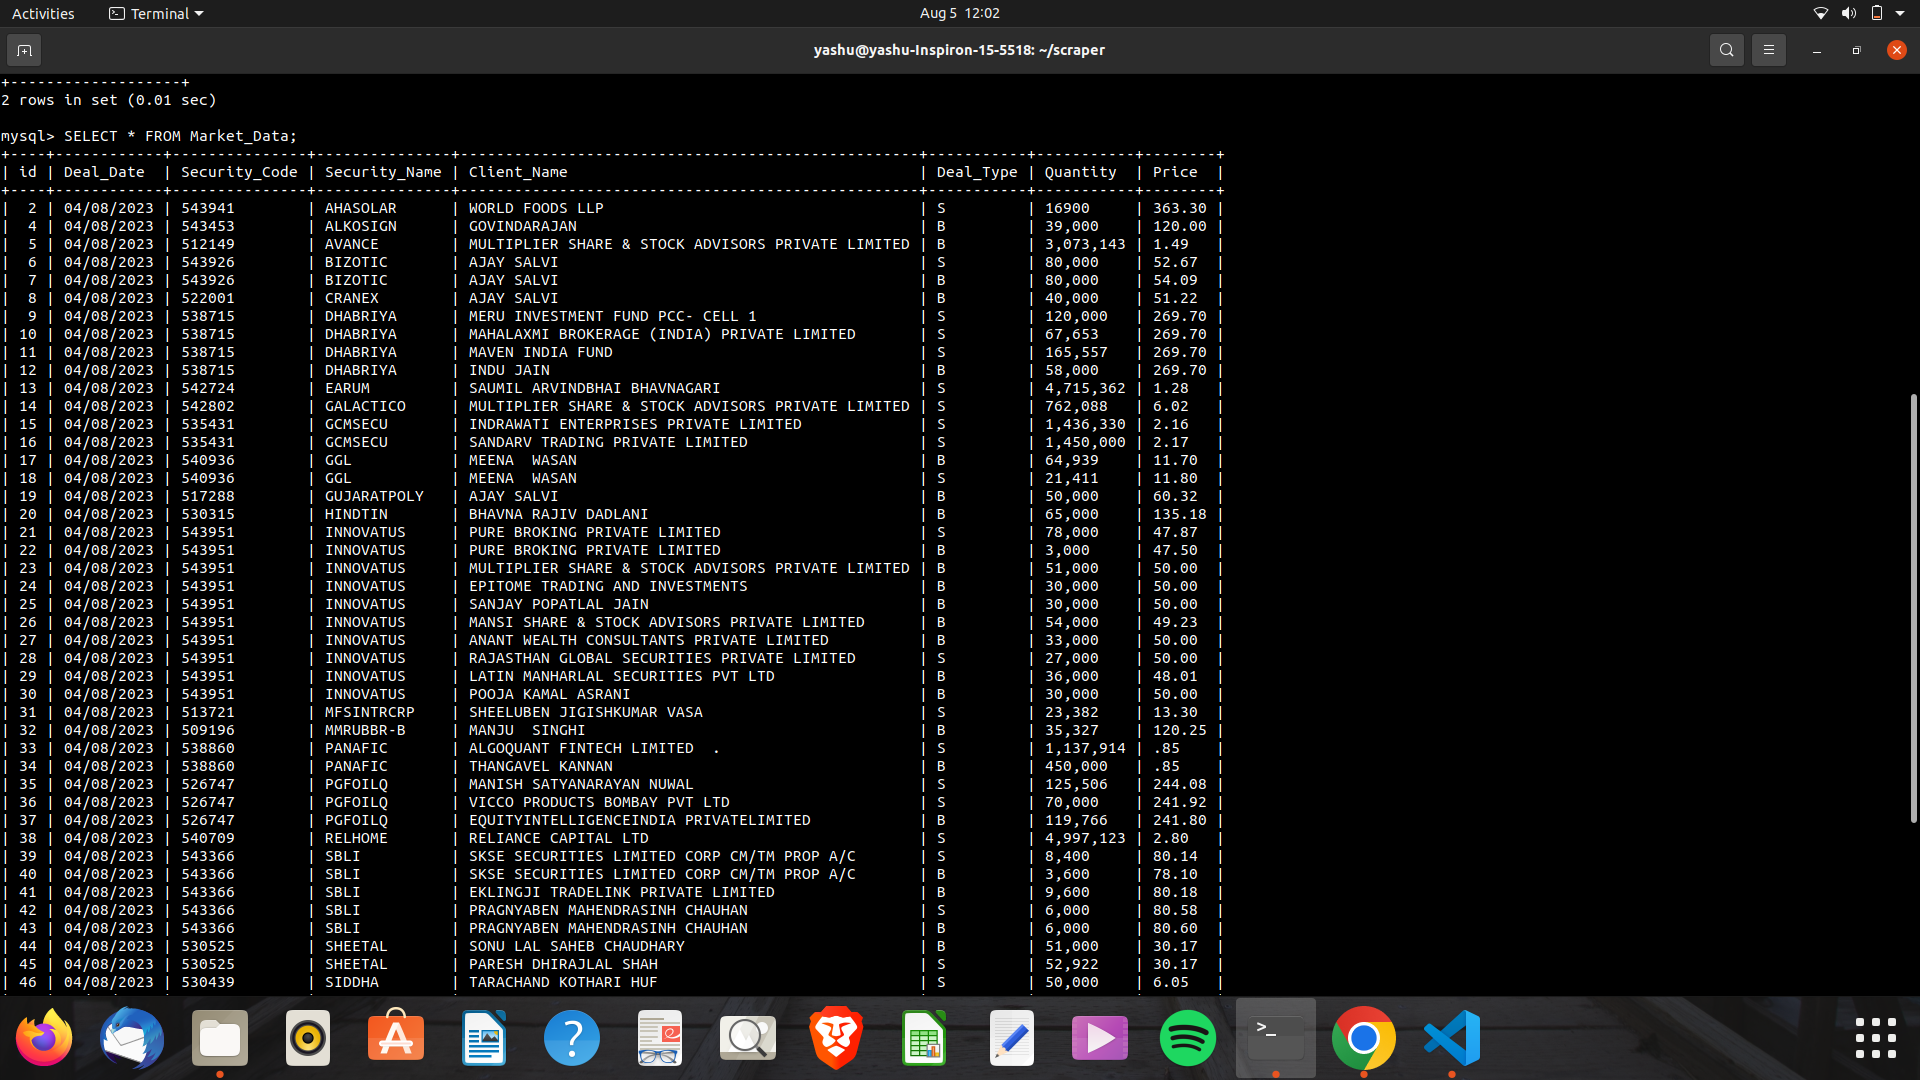 Activities Terminal Aug 5 12:02
yashu@yashu-Inspiron-15-5518: ~/scraper
+-------------------+
2 rows in set (0.01 sec)
mysql> SELECT * FROM Market_Data;
+----+------------+---------------+---------------+---------------------------------------------------+-----------+-----------+--------+
| id | Deal_Date | Security_Code | Security_Name | Client_Name | Deal_Type | Quantity | Price |
+----+------------+---------------+---------------+---------------------------------------------------+-----------+-----------+--------+
| 2 | 04/08/2023 | 543941 | AHASOLAR | WORLD FOODS LLP | S | 16900 | 363.30 |
| 4 | 04/08/2023 | 543453 | ALKOSIGN | GOVINDARAJAN | B | 39,000 | 120.00 |
| 5 | 04/08/2023 | 512149 | AVANCE | MULTIPLIER SHARE & STOCK ADVISORS PRIVATE LIMITED | B | 3,073,143 | 1.49 |
| 6 | 04/08/2023 | 543926 | BIZOTIC | AJAY SALVI | S | 80,000 | 52.67 |
| 7 | 04/08/2023 | 543926 | BIZOTIC | AJAY SALVI | B | 80,000 | 54.09 |
| 8 | 04/08/2023 | 522001 | CRANEX | AJAY SALVI | B | 40,000 | 51.22 |
| 9 | 04/08/2023 | 538715 | DHABRIYA | MERU INVESTMENT FUND PCC- CELL 1 | S | 120,000 | 269.70 |
| 10 | 04/08/2023 | 538715 | DHABRIYA | MAHALAXMI BROKERAGE (INDIA) PRIVATE LIMITED | S | 67,653 | 269.70 |
| 11 | 04/08/2023 | 538715 | DHABRIYA | MAVEN INDIA FUND | S | 165,557 | 269.70 |
| 12 | 04/08/2023 | 538715 | DHABRIYA | INDU JAIN | B | 58,000 | 269.70 |
| 13 | 04/08/2023 | 542724 | EARUM | SAUMIL ARVINDBHAI BHAVNAGARI | S | 4,715,362 | 1.28 |
| 14 | 04/08/2023 | 542802 | GALACTICO | MULTIPLIER SHARE & STOCK ADVISORS PRIVATE LIMITED | S | 762,088 | 6.02 |
| 15 | 04/08/2023 | 535431 | GCMSECU | INDRAWATI ENTERPRISES PRIVATE LIMITED | S | 1,436,330 | 2.16 |
| 16 | 04/08/2023 | 535431 | GCMSECU | SANDARV TRADING PRIVATE LIMITED | S | 1,450,000 | 2.17 |
| 17 | 04/08/2023 | 540936 | GGL | MEENA  WASAN | B | 64,939 | 11.70 |
| 18 | 04/08/2023 | 540936 | GGL | MEENA  WASAN | S | 21,411 | 11.80 |
| 19 | 04/08/2023 | 517288 | GUJARATPOLY | AJAY SALVI | B | 50,000 | 60.32 |
| 20 | 04/08/2023 | 530315 | HINDTIN | BHAVNA RAJIV DADLANI | B | 65,000 | 135.18 |
| 21 | 04/08/2023 | 543951 | INNOVATUS | PURE BROKING PRIVATE LIMITED | S | 78,000 | 47.87 |
| 22 | 04/08/2023 | 543951 | INNOVATUS | PURE BROKING PRIVATE LIMITED | B | 3,000 | 47.50 |
| 23 | 04/08/2023 | 543951 | INNOVATUS | MULTIPLIER SHARE & STOCK ADVISORS PRIVATE LIMITED | B | 51,000 | 50.00 |
| 24 | 04/08/2023 | 543951 | INNOVATUS | EPITOME TRADING AND INVESTMENTS | B | 30,000 | 50.00 |
| 25 | 04/08/2023 | 543951 | INNOVATUS | SANJAY POPATLAL JAIN | B | 30,000 | 50.00 |
| 26 | 04/08/2023 | 543951 | INNOVATUS | MANSI SHARE & STOCK ADVISORS PRIVATE LIMITED | B | 54,000 | 49.23 |
| 27 | 04/08/2023 | 543951 | INNOVATUS | ANANT WEALTH CONSULTANTS PRIVATE LIMITED | B | 33,000 | 50.00 |
| 28 | 04/08/2023 | 543951 | INNOVATUS | RAJASTHAN GLOBAL SECURITIES PRIVATE LIMITED | S | 27,000 | 50.00 |
| 29 | 04/08/2023 | 543951 | INNOVATUS | LATIN MANHARLAL SECURITIES PVT LTD | B | 36,000 | 48.01 |
| 30 | 04/08/2023 | 543951 | INNOVATUS | POOJA KAMAL ASRANI | B | 30,000 | 50.00 |
| 31 | 04/08/2023 | 513721 | MFSINTRCRP | SHEELUBEN JIGISHKUMAR VASA | S | 23,382 | 13.30 |
| 32 | 04/08/2023 | 509196 | MMRUBBR-B | MANJU  SINGHI | B | 35,327 | 120.25 |
| 33 | 04/08/2023 | 538860 | PANAFIC | ALGOQUANT FINTECH LIMITED  . | S | 1,137,914 | .85 |
| 34 | 04/08/2023 | 538860 | PANAFIC | THANGAVEL KANNAN | B | 450,000 | .85 |
| 35 | 04/08/2023 | 526747 | PGFOILQ | MANISH SATYANARAYAN NUWAL | S | 125,506 | 244.08 |
| 36 | 04/08/2023 | 526747 | PGFOILQ | VICCO PRODUCTS BOMBAY PVT LTD | S | 70,000 | 241.92 |
| 37 | 04/08/2023 | 526747 | PGFOILQ | EQUITYINTELLIGENCEINDIA PRIVATELIMITED | B | 119,766 | 241.80 |
| 38 | 04/08/2023 | 540709 | RELHOME | RELIANCE CAPITAL LTD | S | 4,997,123 | 2.80 |
| 39 | 04/08/2023 | 543366 | SBLI | SKSE SECURITIES LIMITED CORP CM/TM PROP A/C | S | 8,400 | 80.14 |
| 40 | 04/08/2023 | 543366 | SBLI | SKSE SECURITIES LIMITED CORP CM/TM PROP A/C | B | 3,600 | 78.10 |
| 41 | 04/08/2023 | 543366 | SBLI | EKLINGJI TRADELINK PRIVATE LIMITED | B | 9,600 | 80.18 |
| 42 | 04/08/2023 | 543366 | SBLI | PRAGNYABEN MAHENDRASINH CHAUHAN | S | 6,000 | 80.58 |
| 43 | 04/08/2023 | 543366 | SBLI | PRAGNYABEN MAHENDRASINH CHAUHAN | B | 6,000 | 80.60 |
| 44 | 04/08/2023 | 530525 | SHEETAL | SONU LAL SAHEB CHAUDHARY | B | 51,000 | 30.17 |
| 45 | 04/08/2023 | 530525 | SHEETAL | PARESH DHIRAJLAL SHAH | S | 52,922 | 30.17 |
| 46 | 04/08/2023 | 530439 | SIDDHA | TARACHAND KOTHARI HUF | S | 50,000 | 6.05 |